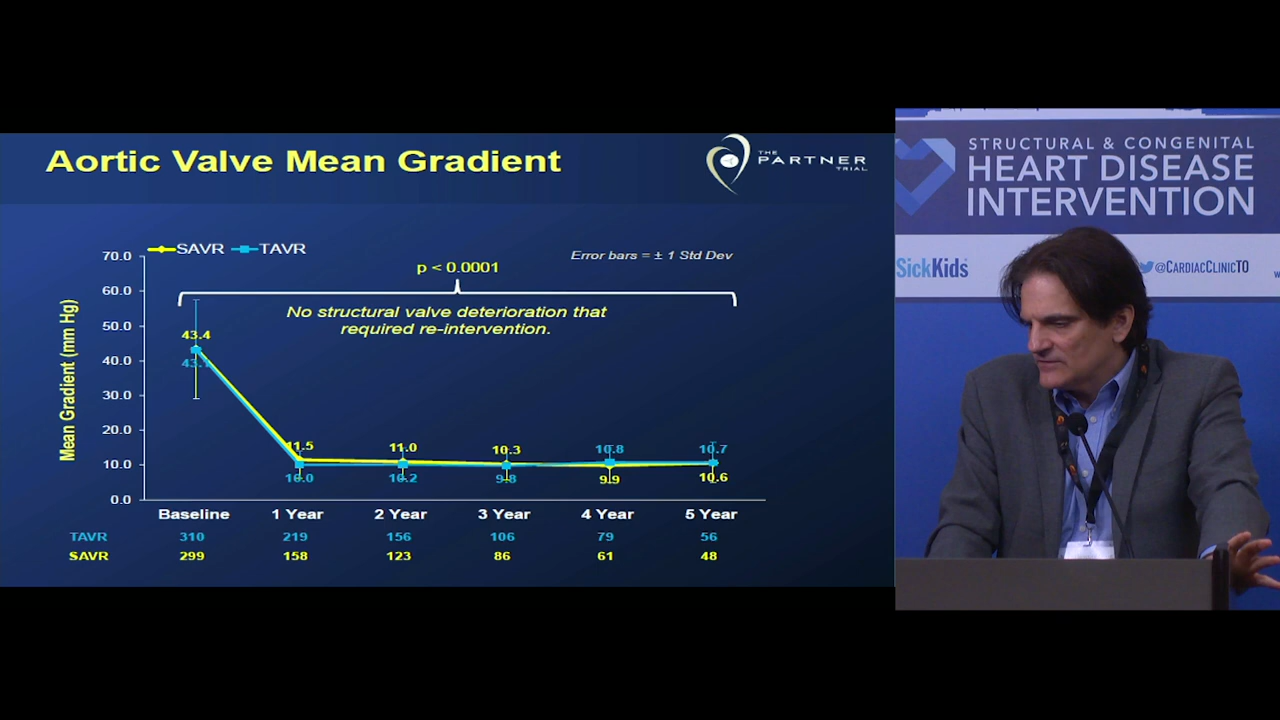 Aortic Valve Mean Gradient
THE
PARTNER
TRIAL
SAVR TAVR
Error bars = ± 1 Std Dev
p < 0.0001
No structural valve deterioration that
required re-intervention.
Mean Gradient (mm Hg)
70.0
60.0
50.0
40.0
30.0
20.0
10.0
0.0
43.4
43.1
11.5 11.0 10.3 10.8 10.7
10.0 10.2 9.8 9.9 10.6
Baseline 1 Year 2 Year 3 Year 4 Year 5 Year
TAVR 310 219 156 106 79 56
SAVR 299 158 123 86 61 48
STRUCTURAL & CONGENITAL
HEART DISEASE
INTERVENTION
SickKids
@CARDIACCLINICTO